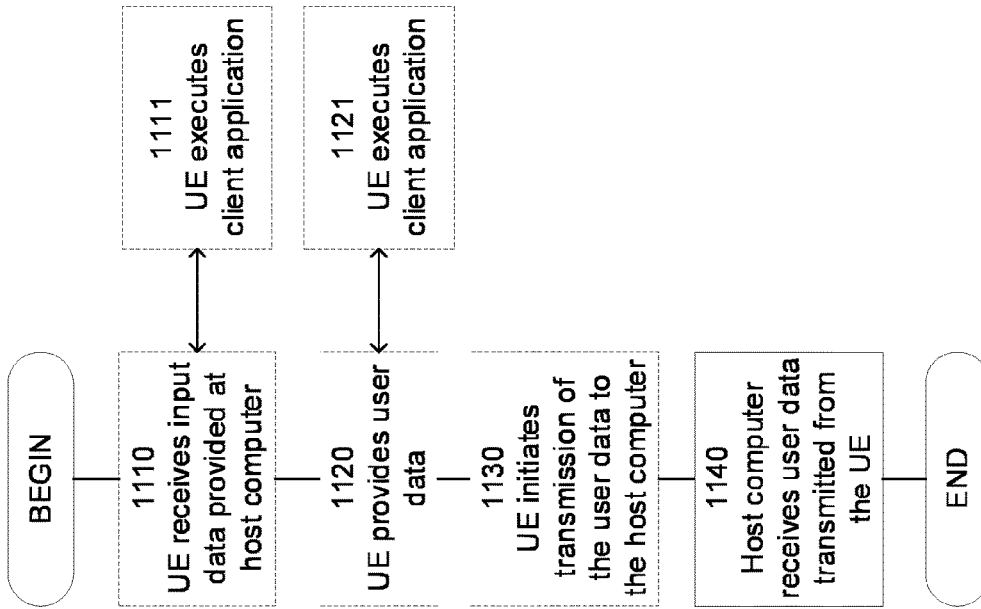 BEGIN
1110
UE receives input
data provided at
host computer
1111
UE executes
client application
1120
UE provides user
data
1121
UE executes
client application
1130
UE initiates
transmission of
the user data to
the host computer
1140
Host computer
receives user data
transmitted from
the UE
END